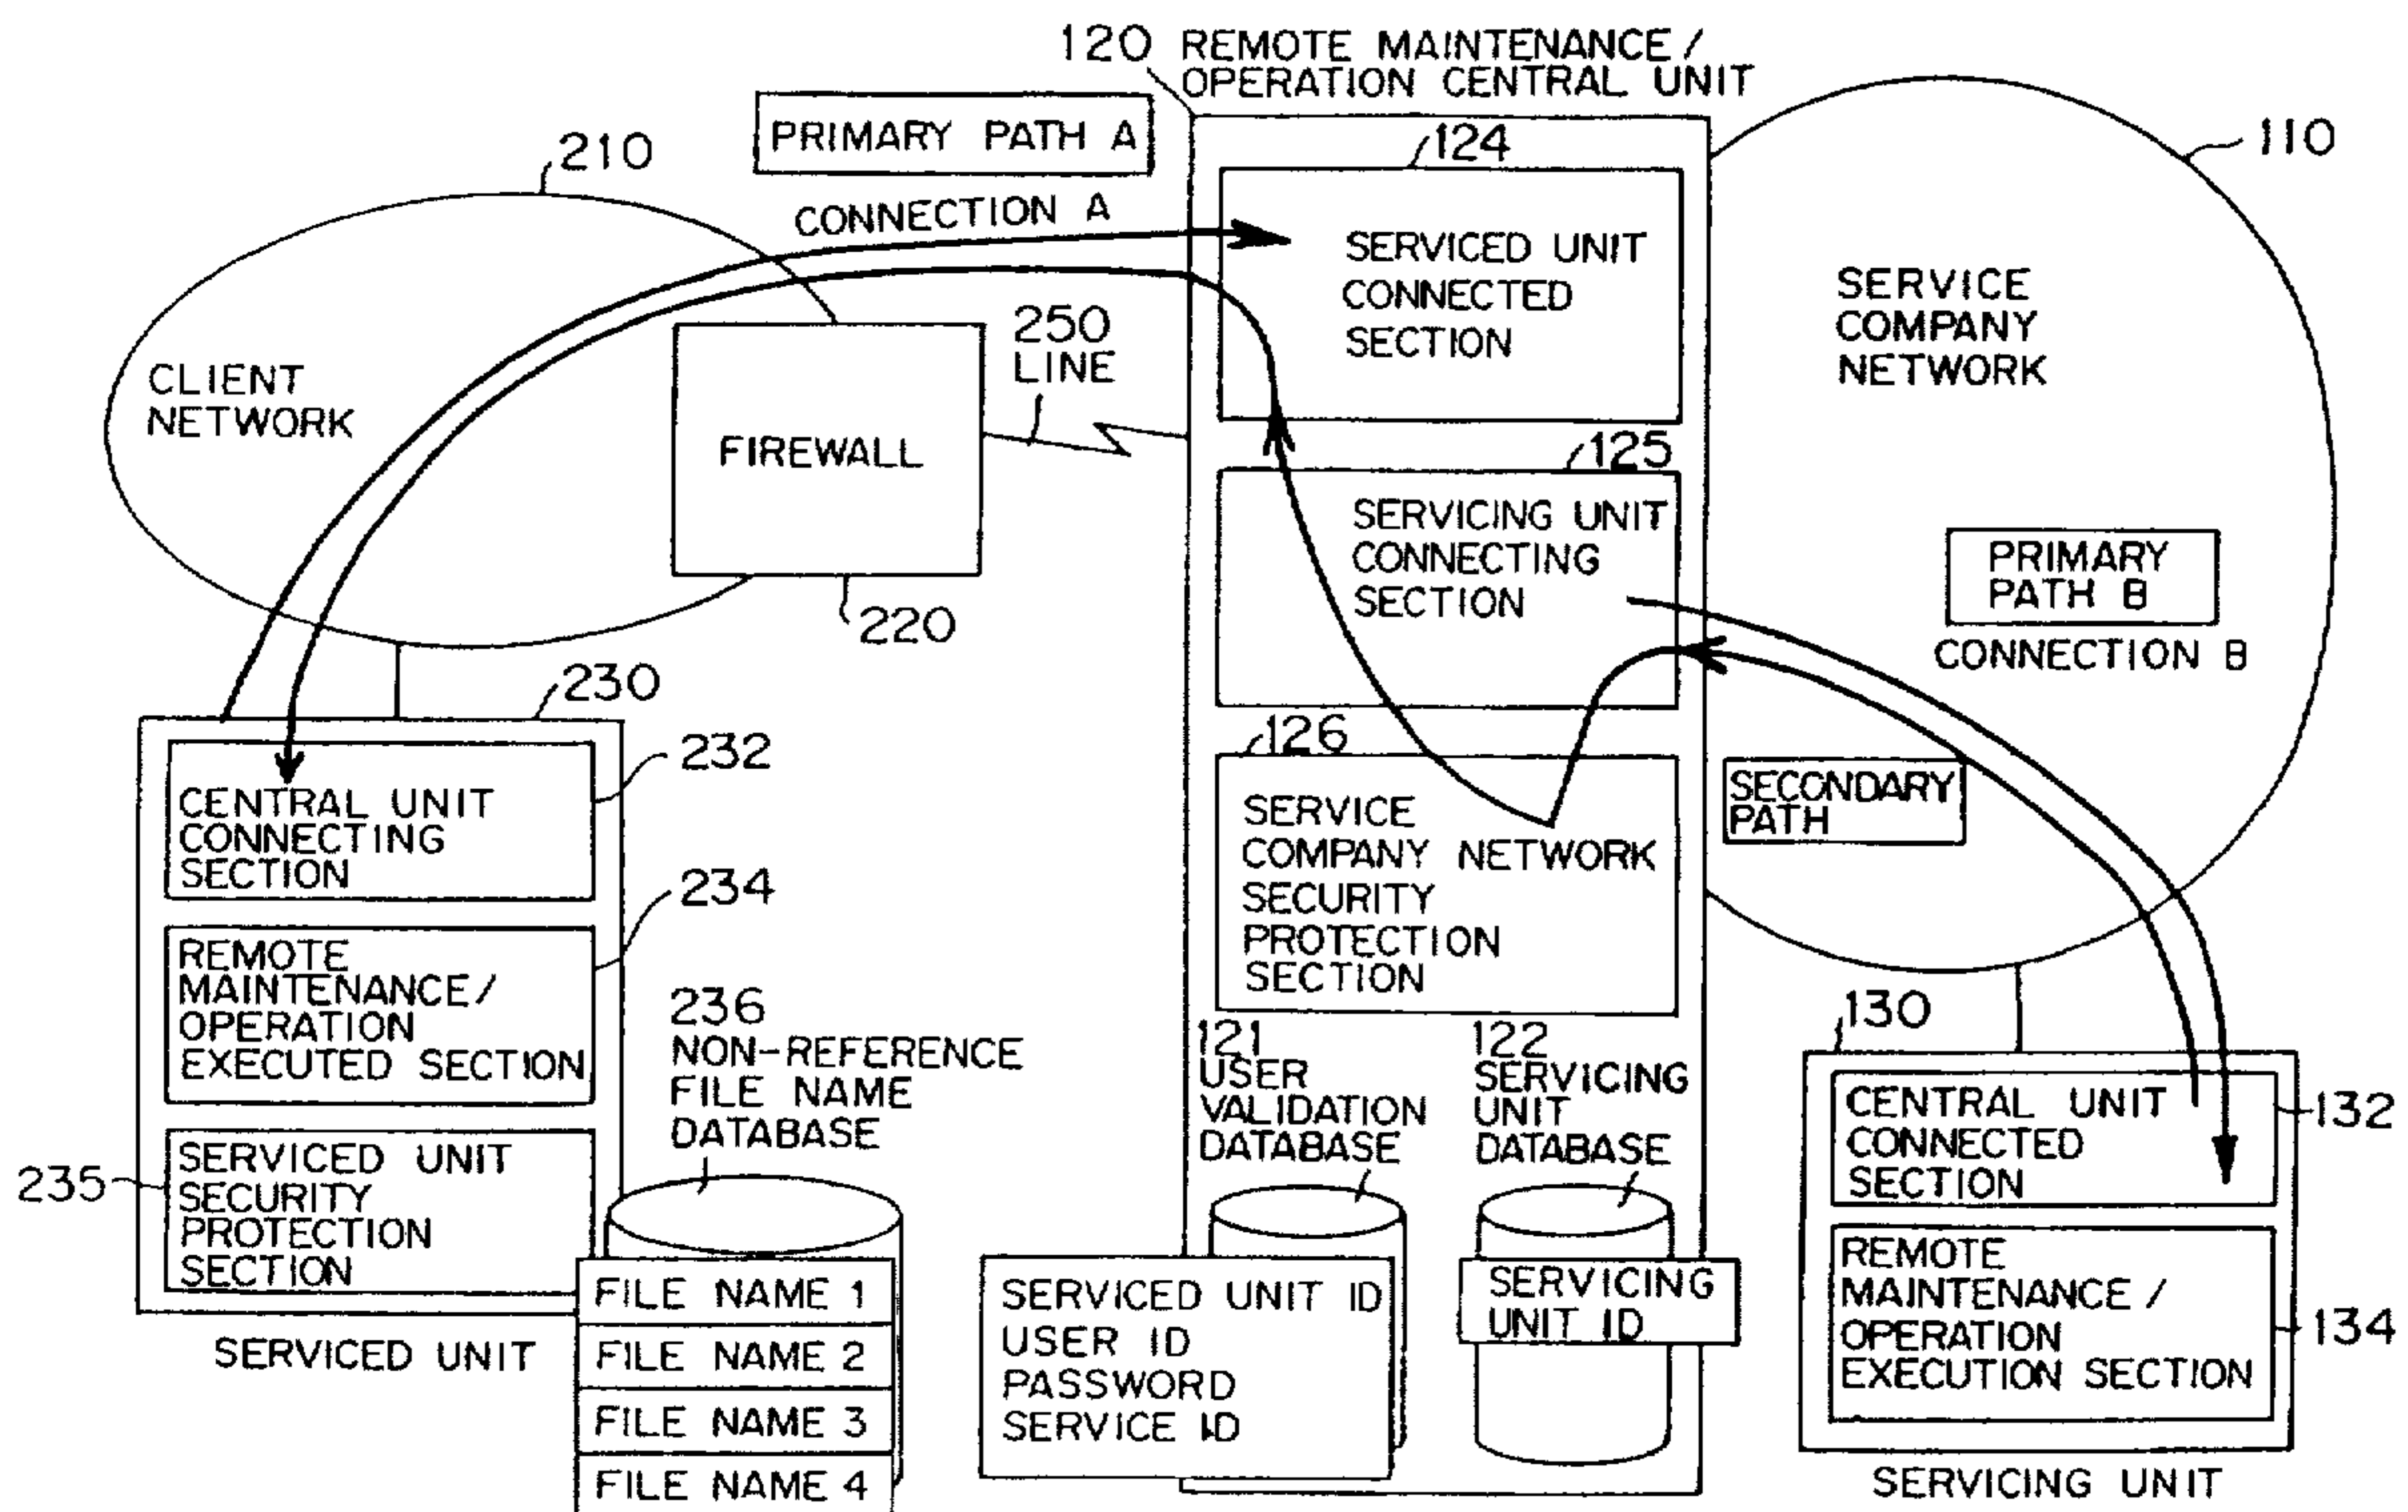 120 REMOTE MAINTENANCE/
OPERATION CENTRAL UNIT
PRIMARY PATH A
210
124
110
CONNECTION A
SERVICED UNIT
CONNECTED
SECTION
SERVICE
COMPANY
NETWORK
250
LINE
CLIENT
NETWORK
FIREWALL
220
125
SERVICING UNIT
CONNECTING
SECTION
PRIMARY
PATH B
CONNECTION B
230
232
CENTRAL UNIT
CONNECTING
SECTION
234
REMOTE
MAINTENANCE/
OPERATION
EXECUTED SECTION
235
SERVICED UNIT
SECURITY
PROTECTION
SECTION
SERVICED UNIT
236
NON-REFERENCE
FILE NAME
DATABASE
FILE NAME 1
FILE NAME 2
FILE NAME 3
FILE NAME 4
126
SERVICE
COMPANY NETWORK
SECURITY
PROTECTION
SECTION
SECONDARY
PATH
121
USER
VALIDATION
DATABASE
122
SERVICING
UNIT
DATABASE
SERVICED UNIT ID
USER ID
PASSWORD
SERVICE ID
SERVICING
UNIT ID
130
CENTRAL UNIT
CONNECTED
SECTION
132
REMOTE
MAINTENANCE/
OPERATION
EXECUTION SECTION
134
SERVICING UNIT